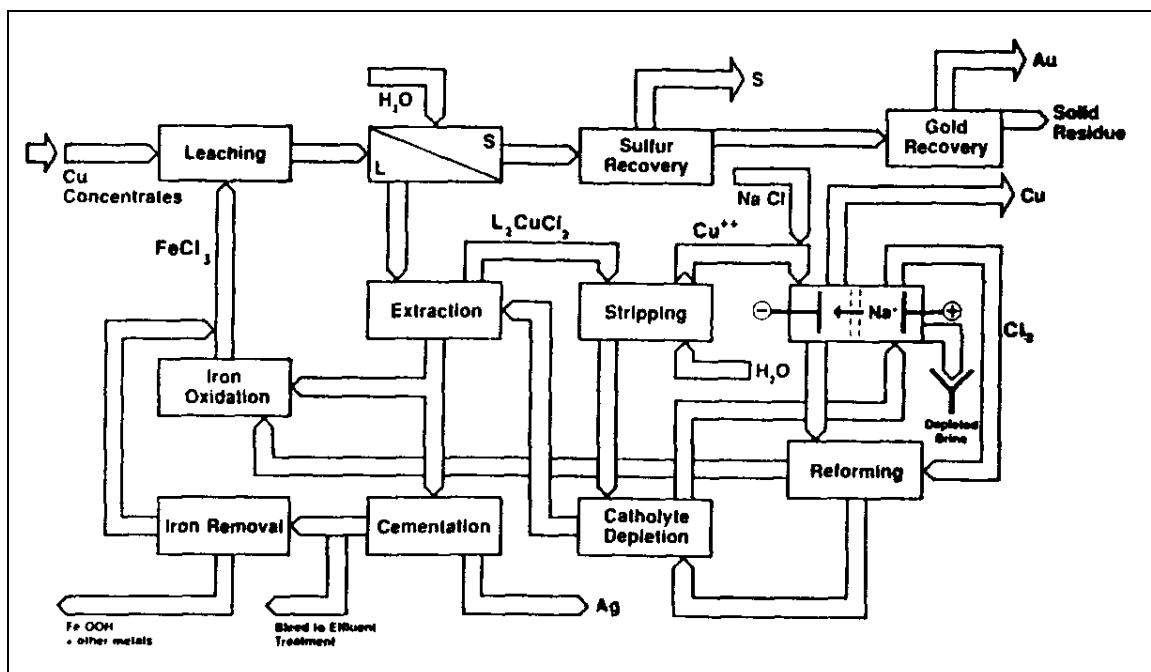 Au
S
H₂O
Solid
Residue
Leaching
S
L
Sulfur
Recovery
Gold
Recovery
Cu
Concentrales
Na Cl
Cu
FeCl₃
L₂CuCl₂
Cu⁺⁺
Extraction
Stripping
−
Na⁺
+
Cl₂
Iron
Oxidation
H₂O
Depleted
Brine
Reforming
Iron Removal
Cementation
Catholyte
Depletion
Ag
Fe OOH
+ other metals
Bleed to Effluent
Treatment